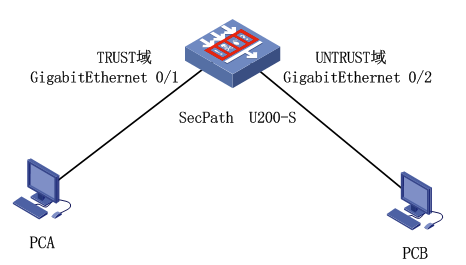 TRUST域
GigabitEthernet 0/1
UNTRUST域
GigabitEthernet 0/2
SecPath U200-S
PCA
PCB